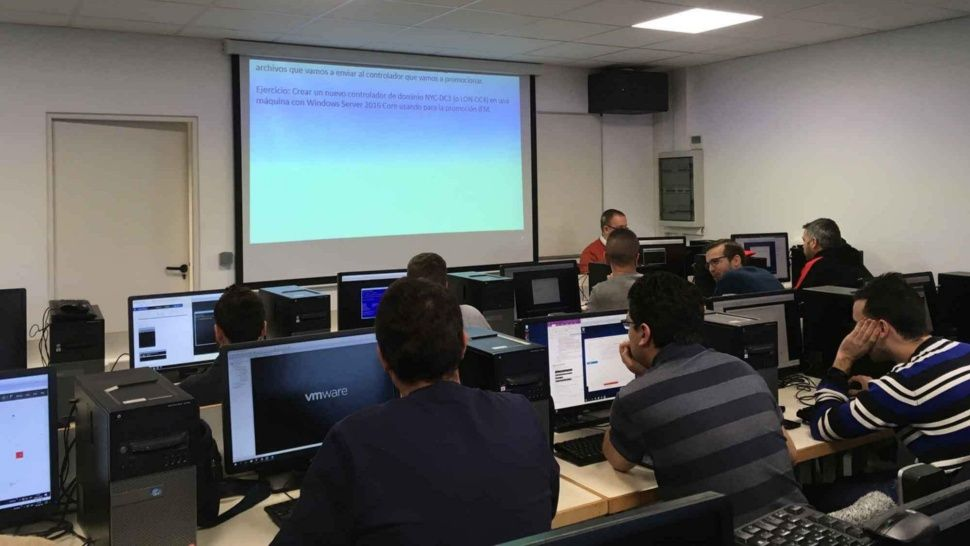 archivos que vamos a enviar al controlador que vamos a promocionar.
Ejercicio: Crear un nuevo controlador de dominio NYC-DC3 (o LON-DC3) en una
máquina con Windows Server 2016 Core usando para la promoción IFM.
vmware